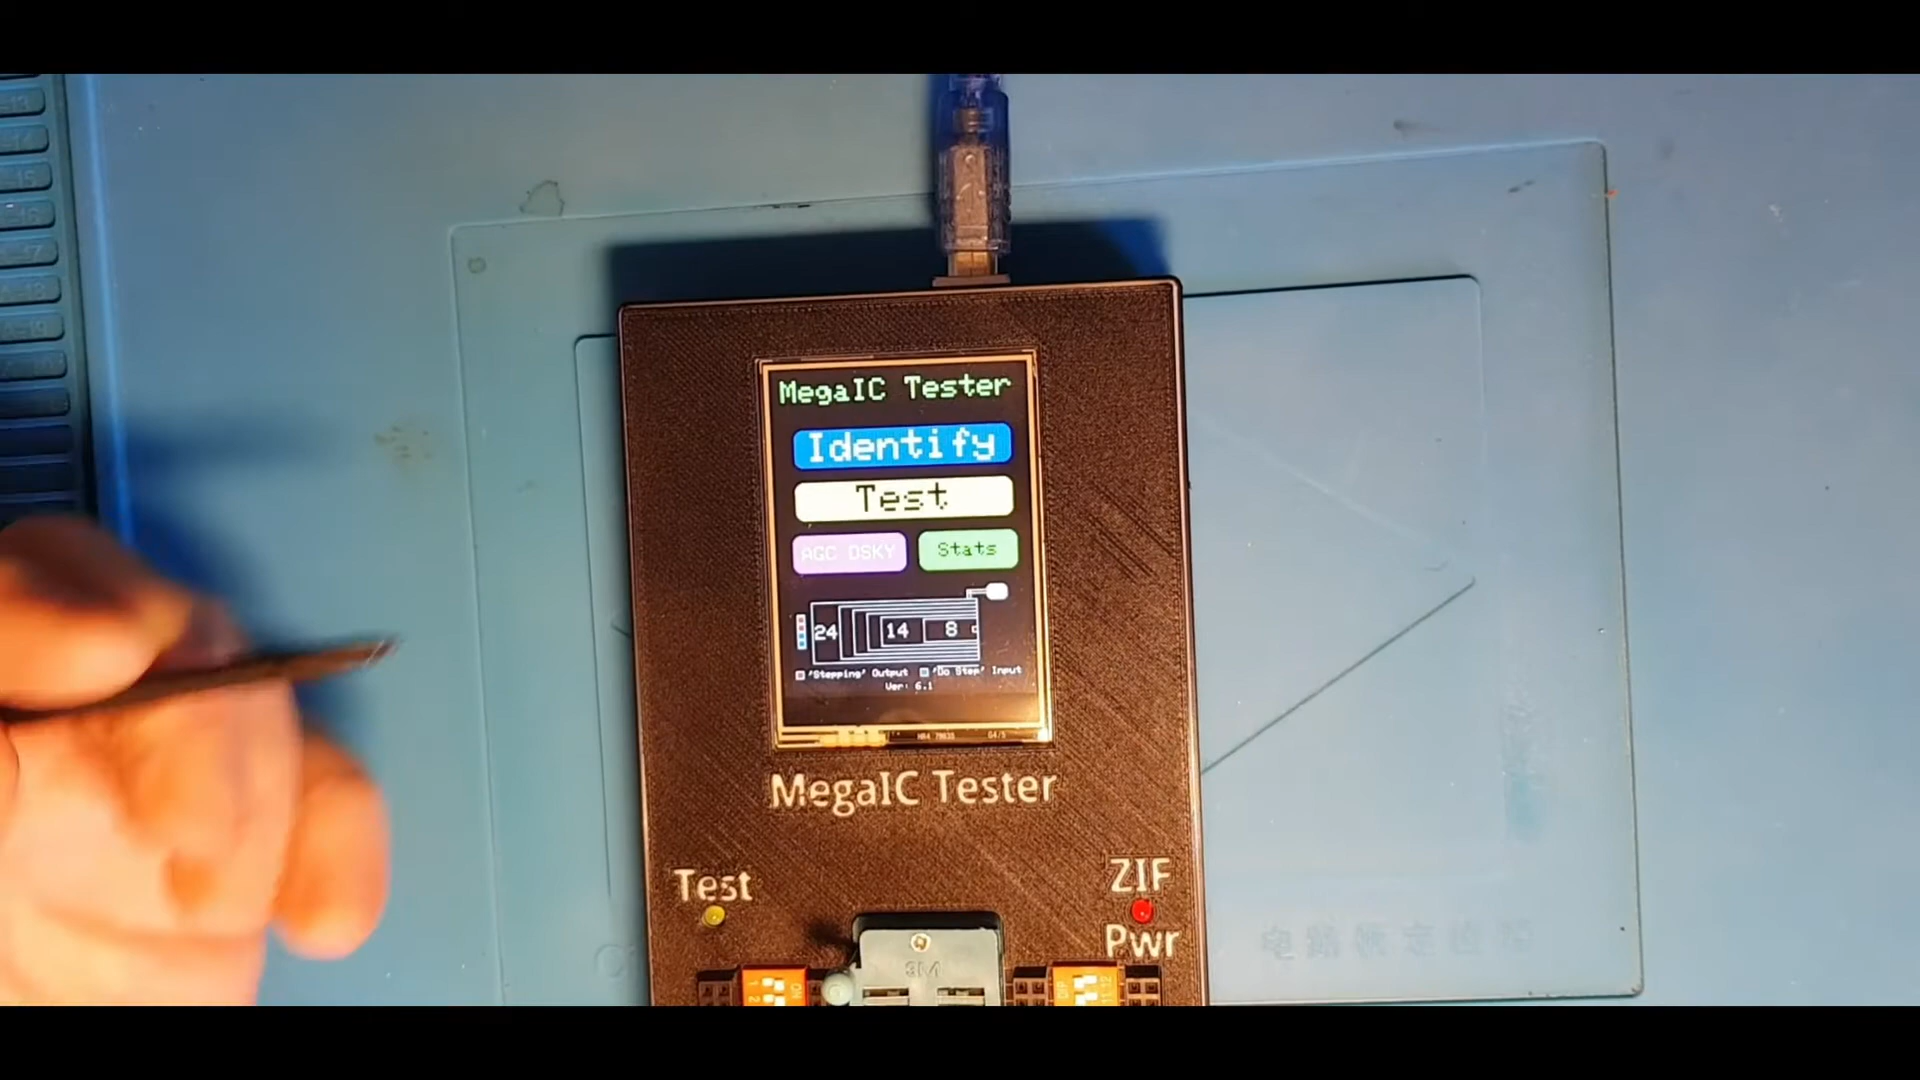 MegaIC Tester
Identify
Test
AGC DSKY
Stats
24
14
8
'Stepping' Output
'Do Step' Input
Ver: 6.1
MegaIC Tester
Test
ZIF
Pwr